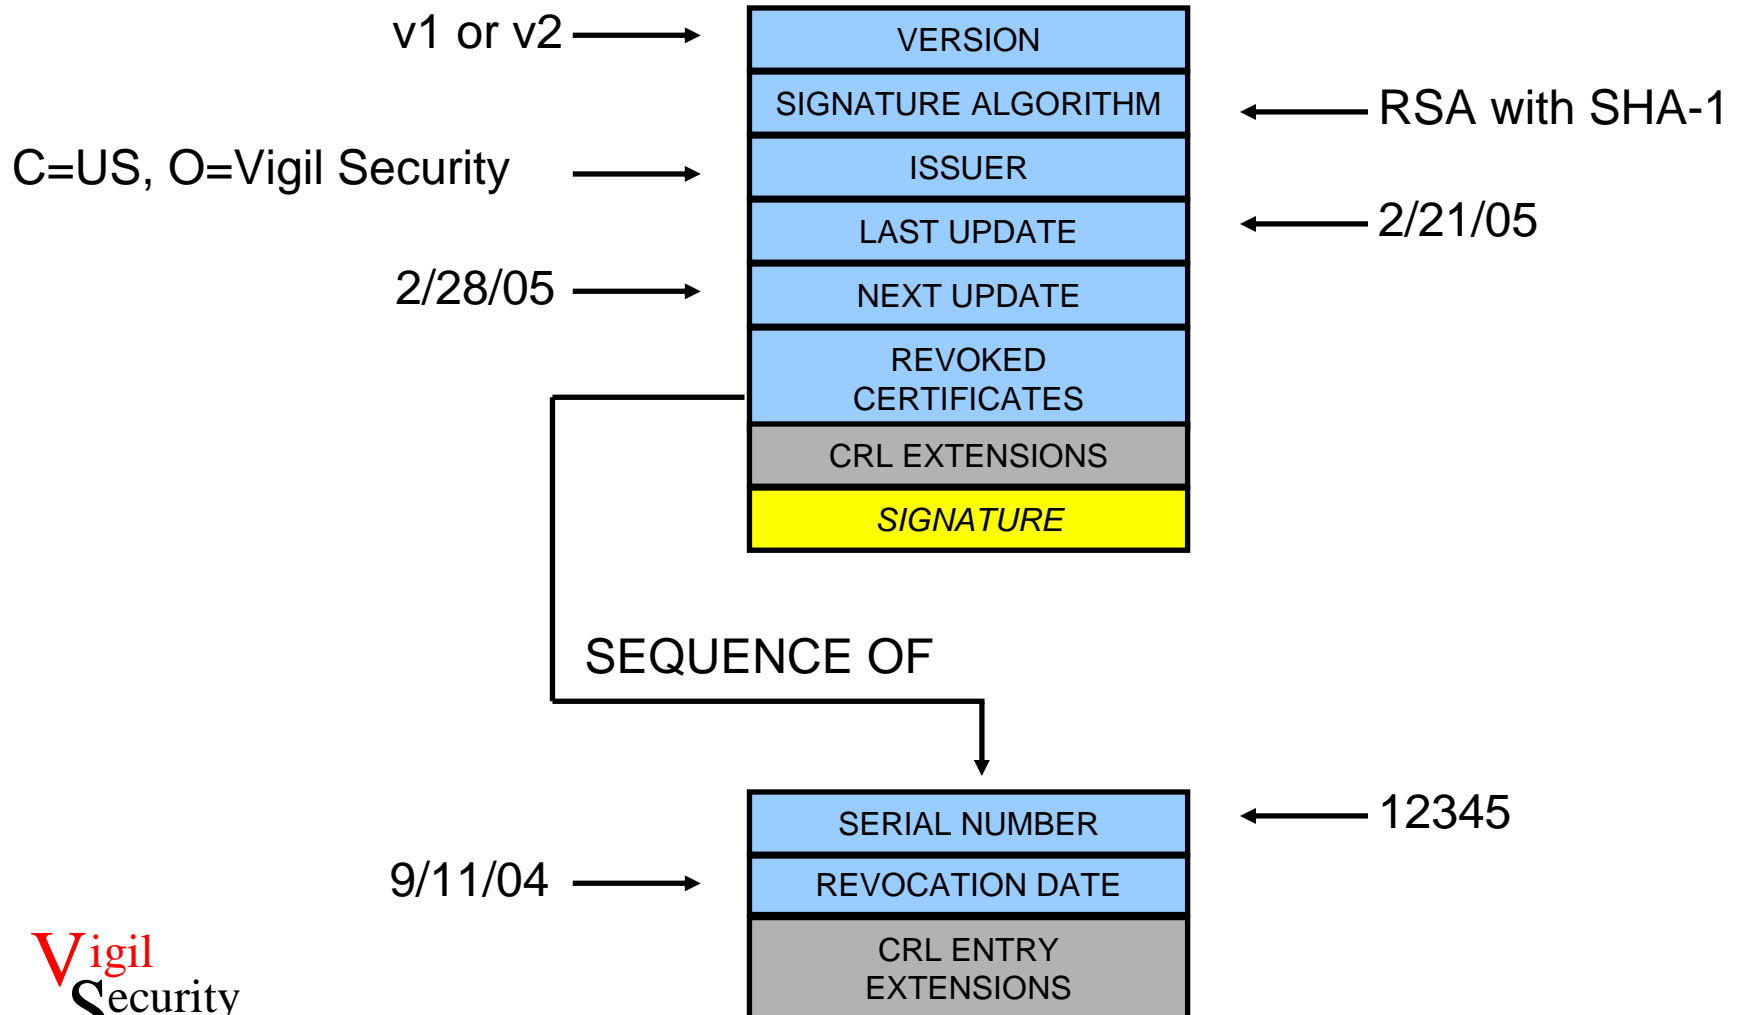 v1 or v2
VERSION
SIGNATURE ALGORITHM
RSA with SHA-1
C=US, O=Vigil Security
ISSUER
LAST UPDATE
2/21/05
2/28/05
NEXT UPDATE
REVOKED
CERTIFICATES
CRL EXTENSIONS
SIGNATURE
SEQUENCE OF
SERIAL NUMBER
12345
9/11/04
REVOCATION DATE
CRL ENTRY
EXTENSIONS
Vigil
Security